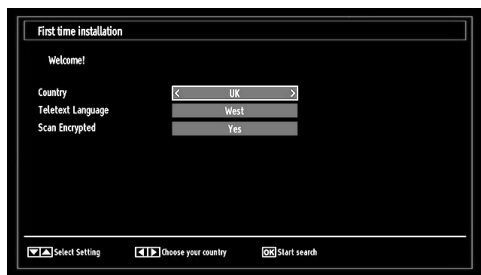 First time installation
Welcome!
Country < UK >
Teletext Language West
Scan Encrypted Yes
Select Setting Choose your country OK Start search